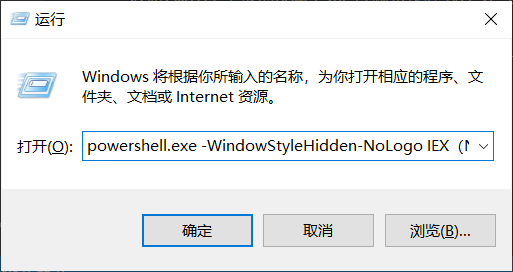 运行
Windows 将根据你所输入的名称，为你打开相应的程序、文
件夹、文档或 Internet 资源。
打开(O): powershell.exe -WindowStyleHidden-NoLogo IEX（
确定 取消 浏览(B)...